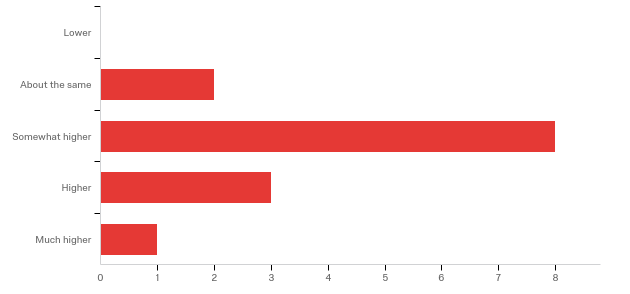 Lower
About the same
Somewhat higher
Higher
Much higher
0 1 2 3 4 5 6 7 8